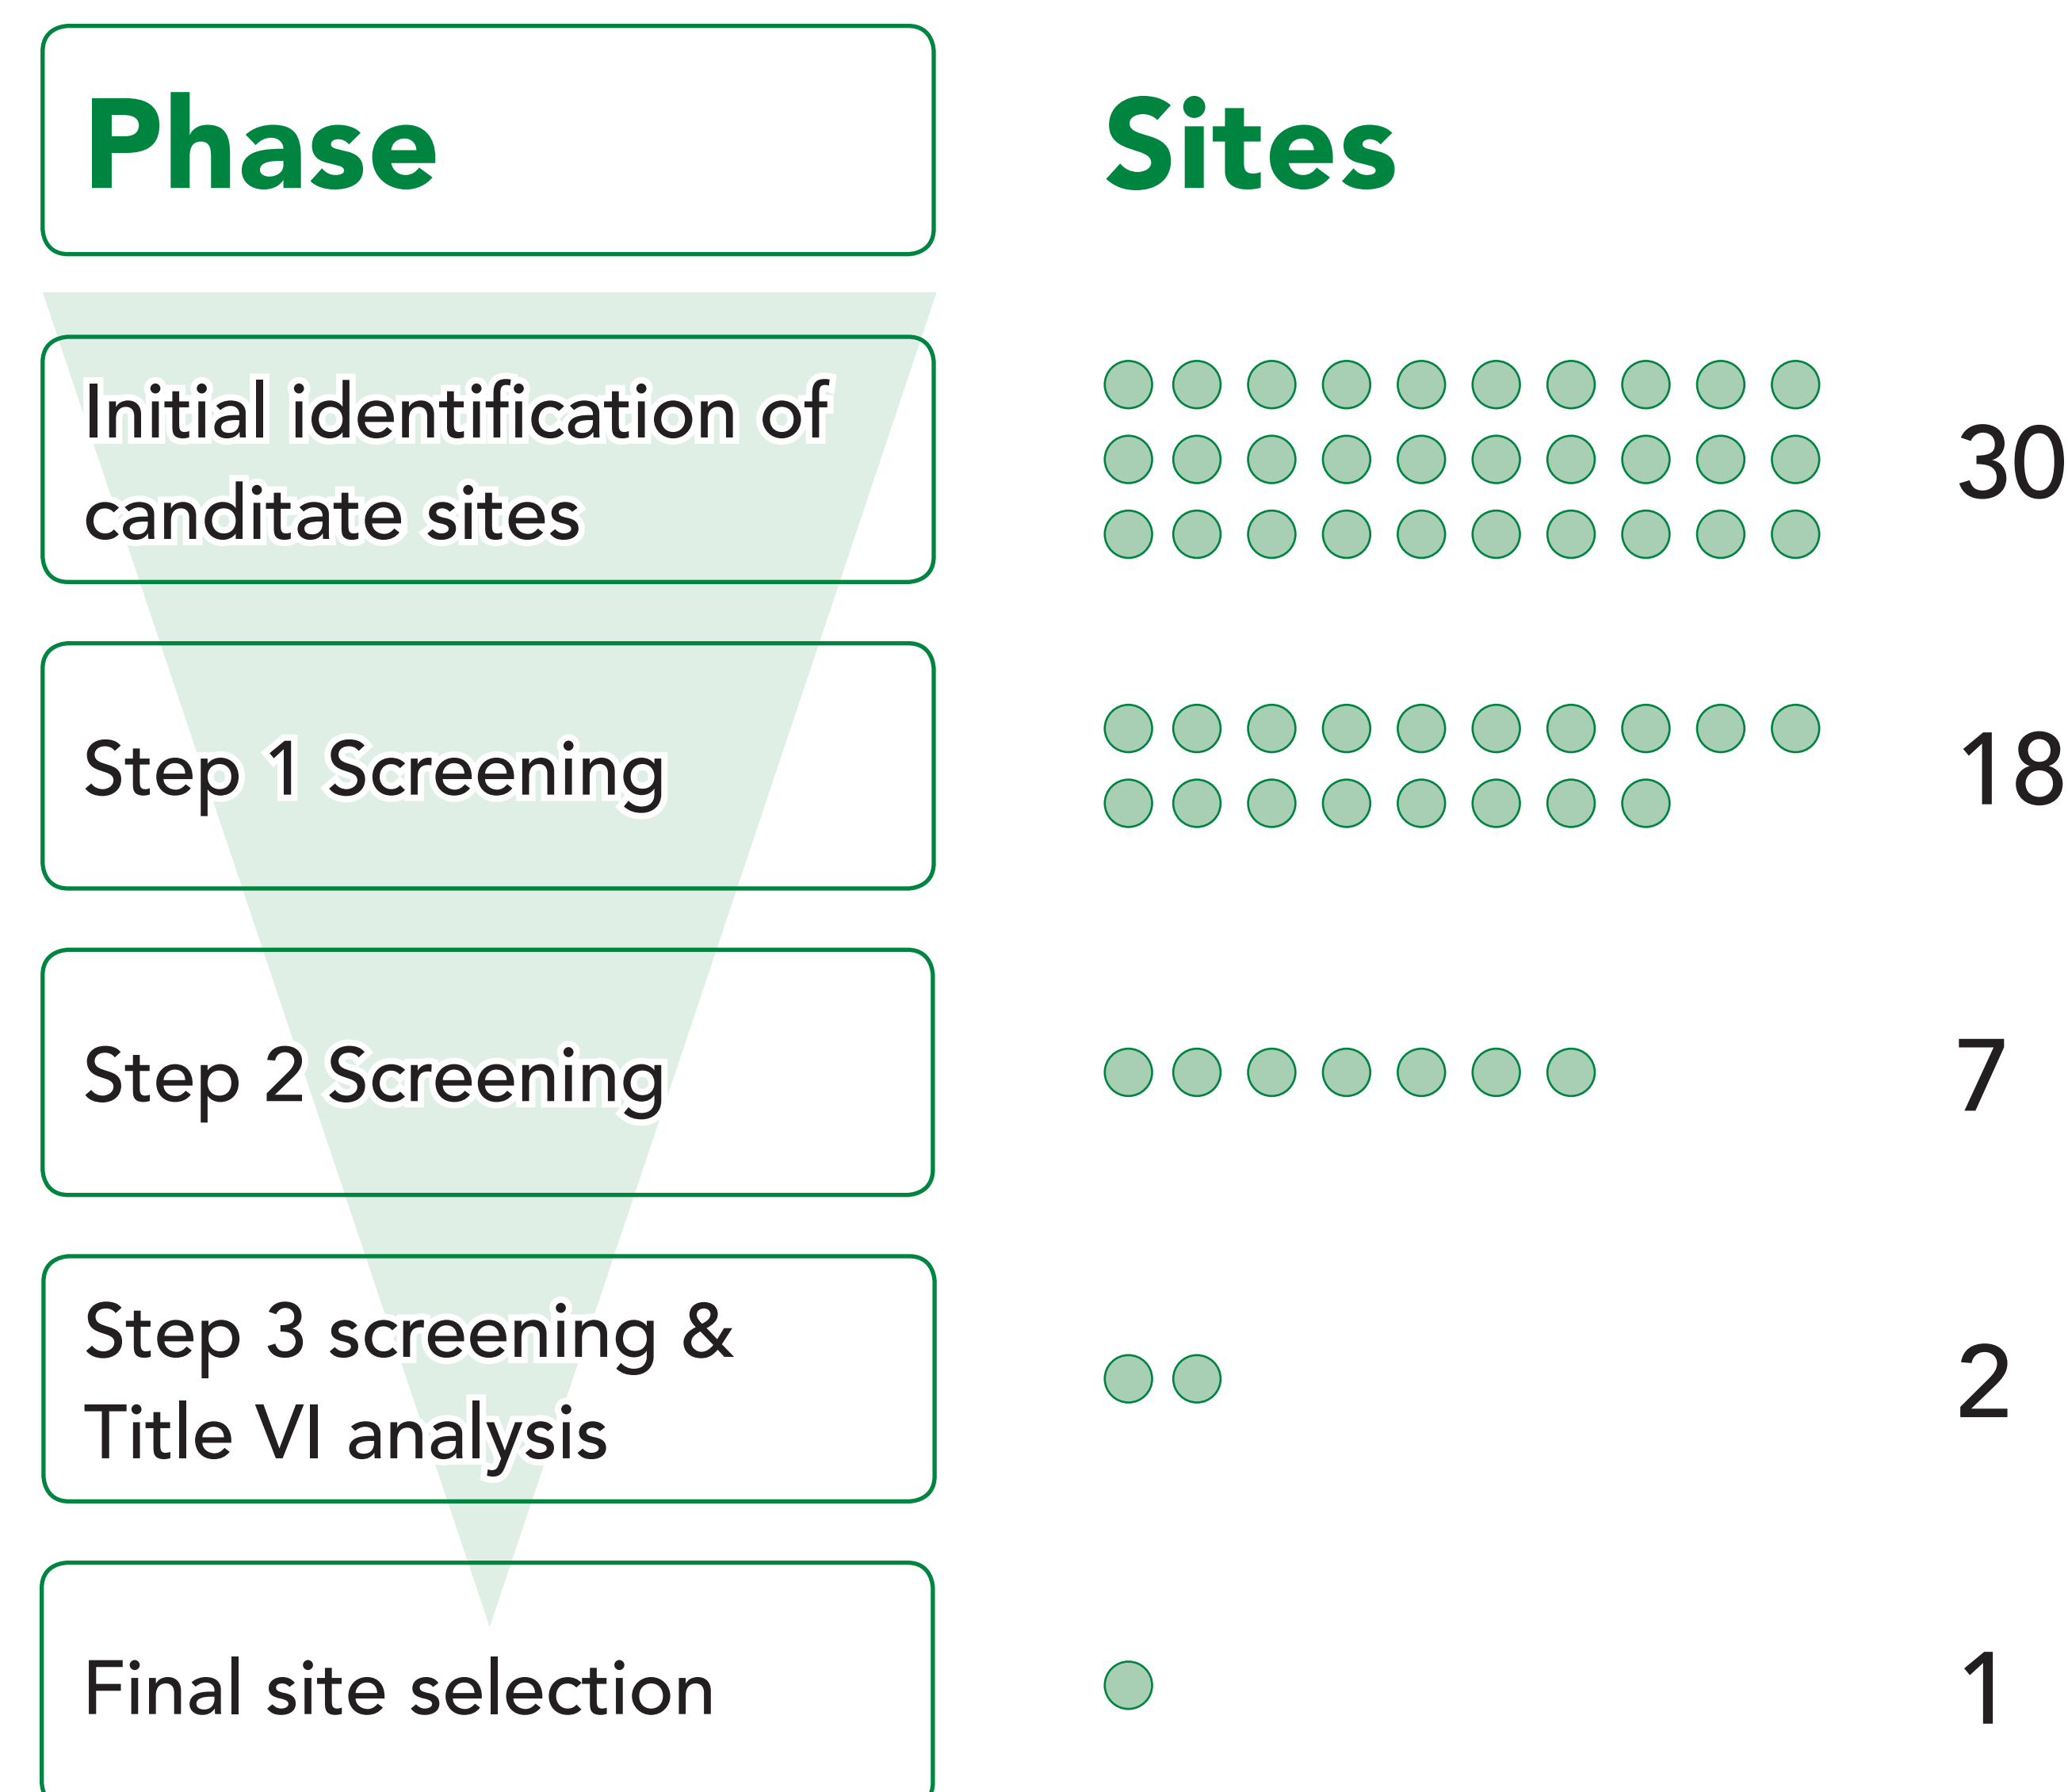 Phase
Sites
Initial identification of
canditates sites
30
Step 1 Screening
18
Step 2 Screening
7
Step 3 screening &
Title VI analysis
2
Final site selection
1